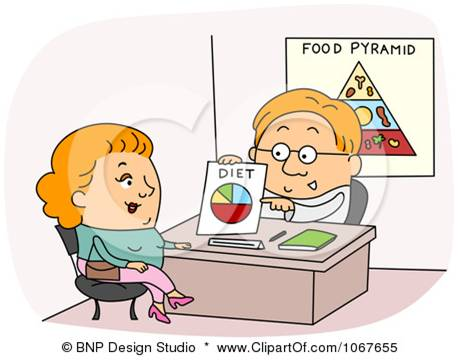 FOOD PYRAMID
DIET
© BNP Design Studio * www.ClipartOf.com/1067655